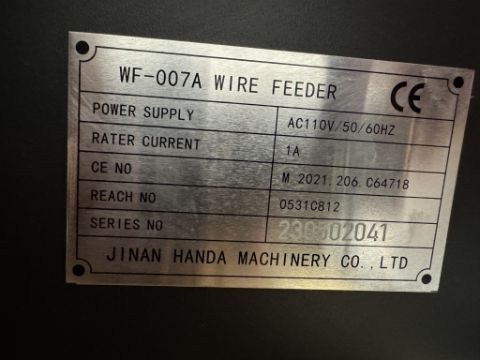 WF-007A WIRE FEEDER CE
POWER SUPPLY AC110V/50/60HZ
RATER CURRENT 1A
CE NO M.2021.206.C64718
REACH NO 0531C812
SERIES NO 230502041
JINAN HANDA MACHINERY CO.,LTD